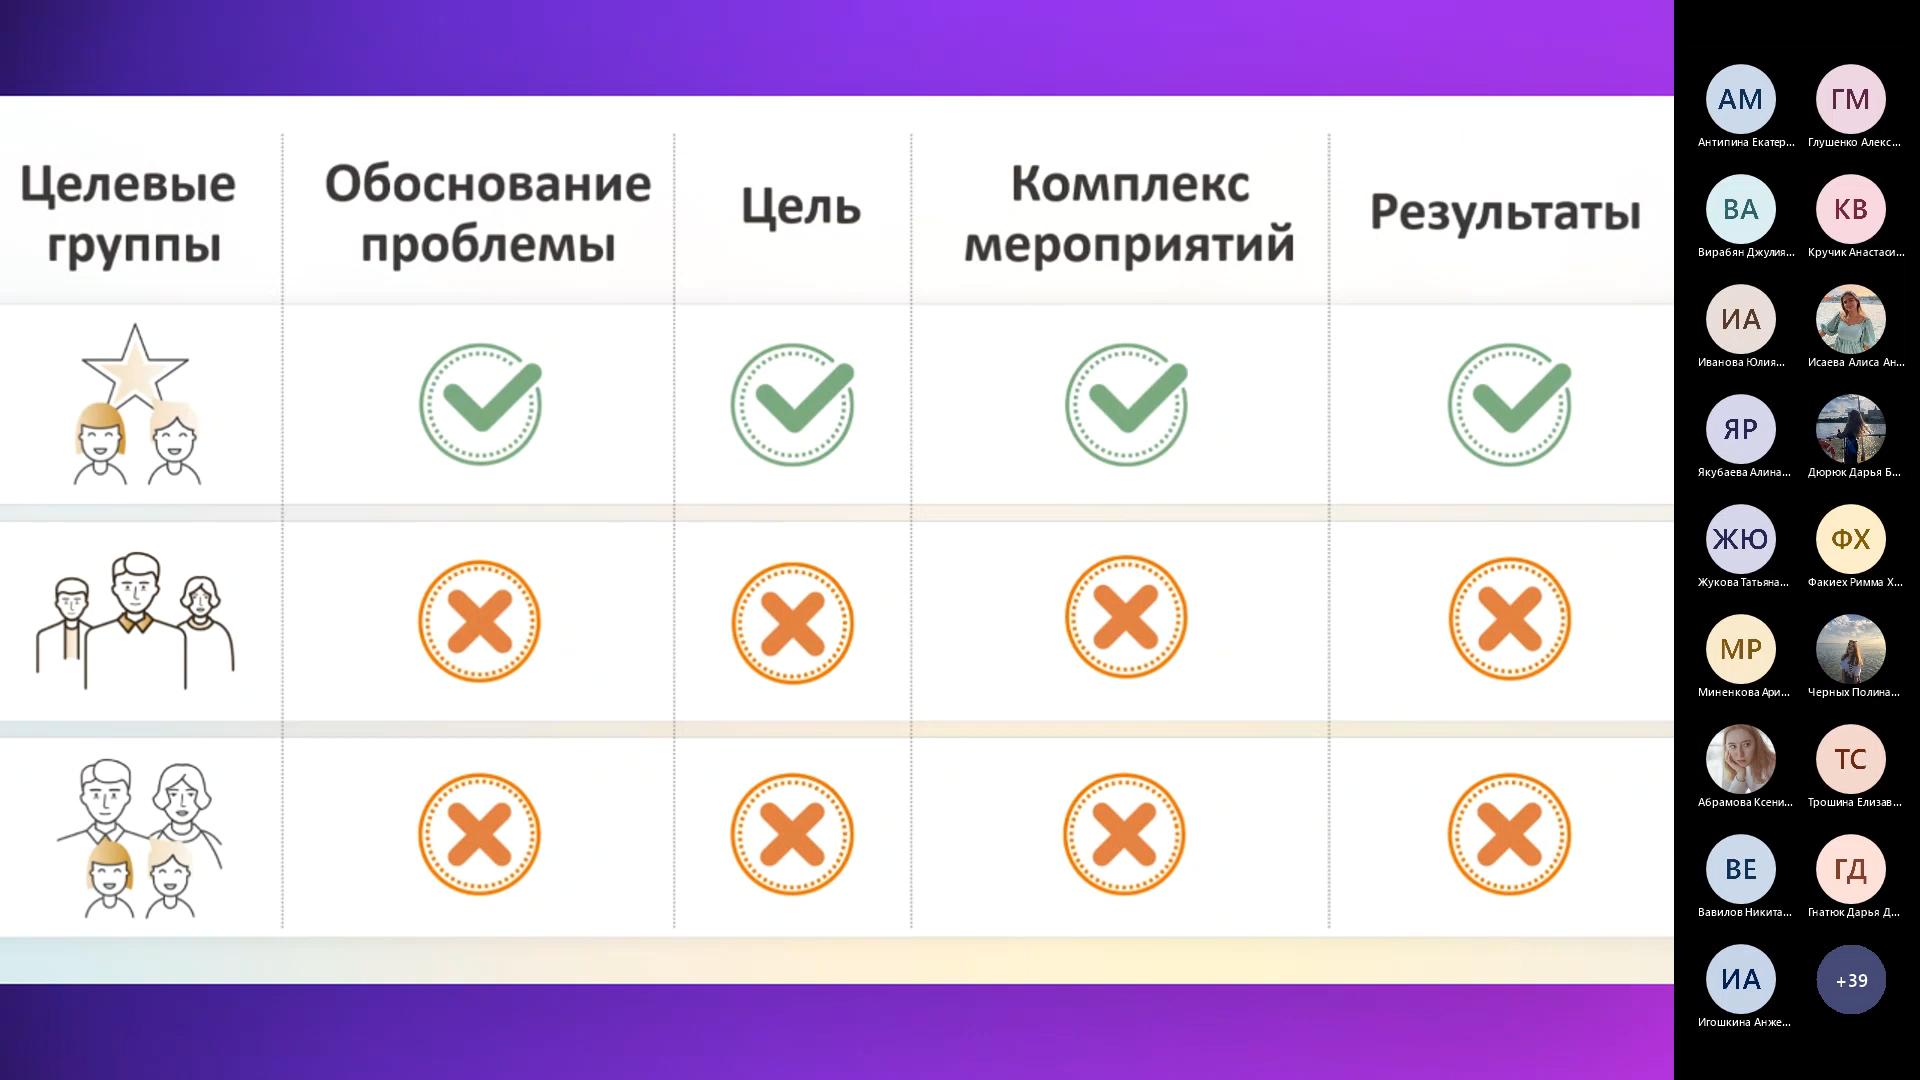 Целевые
группы
Обоснование
проблемы
Цель
Комплекс
мероприятий
Результаты
АМ
ГМ
Антипина Екатер...
Глушенко Алекс...
ВА
КВ
Вирабян Джулия...
Кручик Анастаси...
ИА
Иванова Юлия...
Исаева Алиса Ан...
ЯР
Якубаева Алина...
Дюрюк Дарья Б...
ЖЮ
ФХ
Жукова Татьяна...
Факиех Римма Х...
МР
Миненкова Ари...
Черных Полина...
ТС
Абрамова Ксени...
Трошина Елизав...
ВЕ
ГД
Вавилов Никита...
Гнатюк Дарья Д...
ИА
+39
Игошкина Анже...